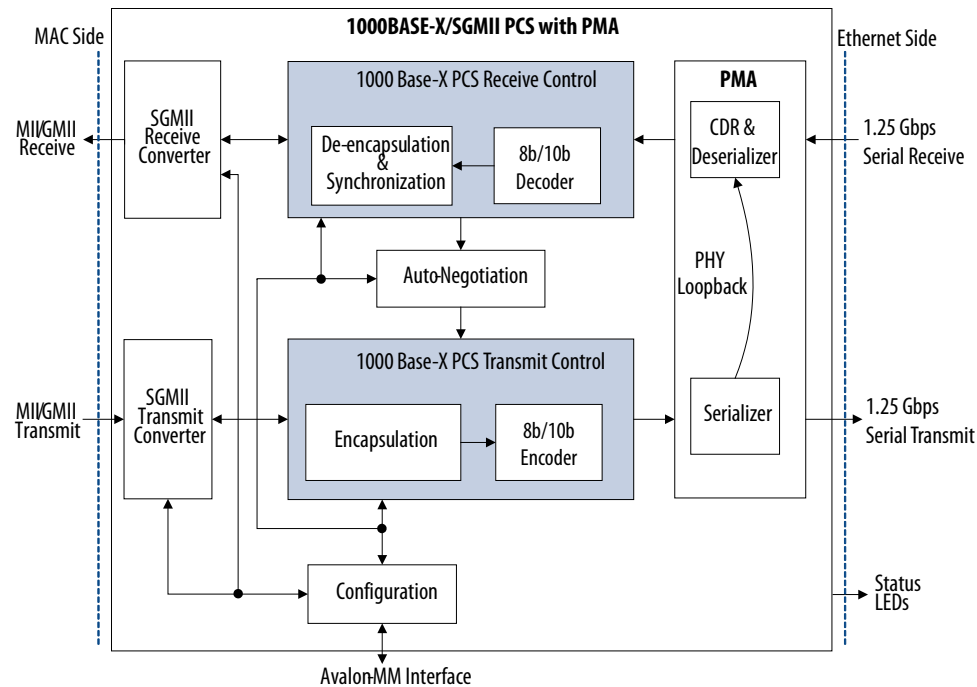 1000BASE-X/SGMII PCS with PMA
MAC Side
Ethernet Side
1000 Base-X PCS Receive Control
PMA
SGMII
Receive
Converter
MII/GMII
Receive
De-encapsulation
&
Synchronization
8b/10b
Decoder
CDR &
Deserializer
1.25 Gbps
Serial Receive
Auto-Negotiation
PHY
Loopback
1000 Base-X PCS Transmit Control
SGMII
Transmit
Converter
MII/GMII
Transmit
Encapsulation
8b/10b
Encoder
Serializer
1.25 Gbps
Serial Transmit
Configuration
Status
LEDs
Avalon-MM Interface